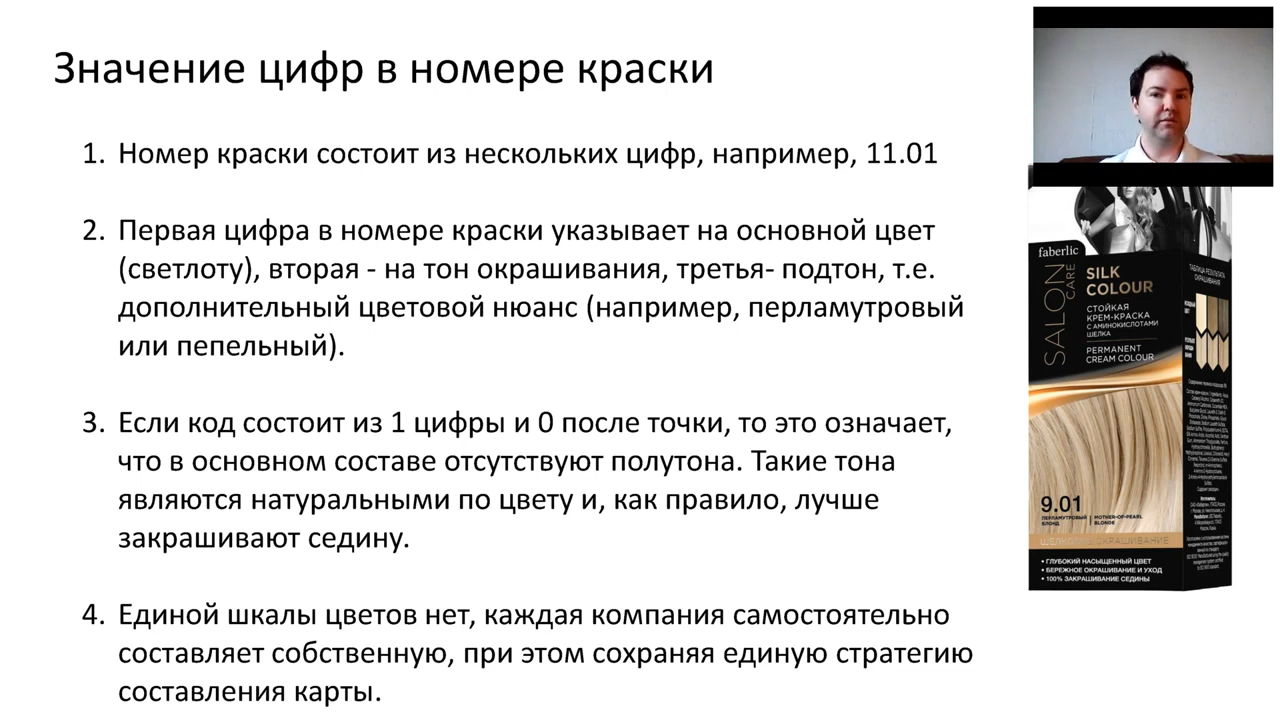 Значение цифр в номере краски
1. Номер краски состоит из нескольких цифр, например, 11.01
2. Первая цифра в номере краски указывает на основной цвет
(светлоту), вторая - на тон окрашивания, третья- подтон, т.е.
дополнительный цветовой нюанс (например, перламутровый
или пепельный).
3. Если код состоит из 1 цифры и 0 после точки, то это означает,
что в основном составе отсутствуют полутона. Такие тона
являются натуральными по цвету и, как правило, лучше
закрашивают седину.
4. Единой шкалы цветов нет, каждая компания самостоятельно
составляет собственную, при этом сохраняя единую стратегию
составления карты.
faberlic
SALON
CARE
SILK
COLOUR
СТОЙКАЯ
КРЕМ-КРАСКА
С АМИНОКИСЛОТАМИ
ШЕЛКА
PERMANENT
CREAM COLOUR
ТАБЛИЦА РЕЗУЛЬТАТА
ОКРАШИВАНИЯ
9.01
ПЕРЛАМУТРОВЫЙ
БЛОНД
MOTHER-OF-PEARL
BLONDE
ОКРАШИВАНИЕ
• ГЛУБОКИЙ НАСЫЩЕННЫЙ ЦВЕТ
• БЕРЕЖНОЕ ОКРАШИВАНИЕ И УХОД
• 100% ЗАКРАШИВАНИЕ СЕДИНЫ